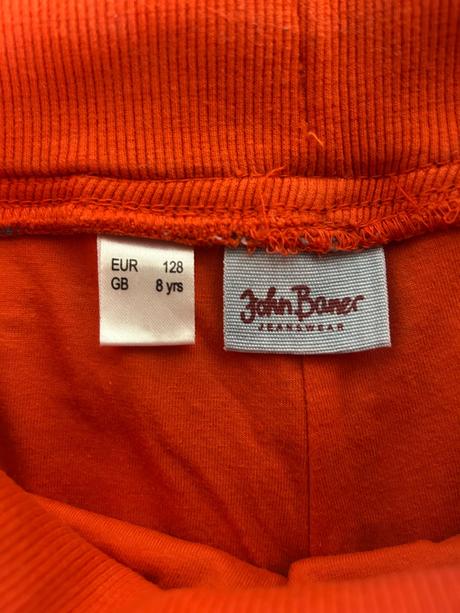 EUR 128
GB 8 yrs
John Baner
JEANSWEAR